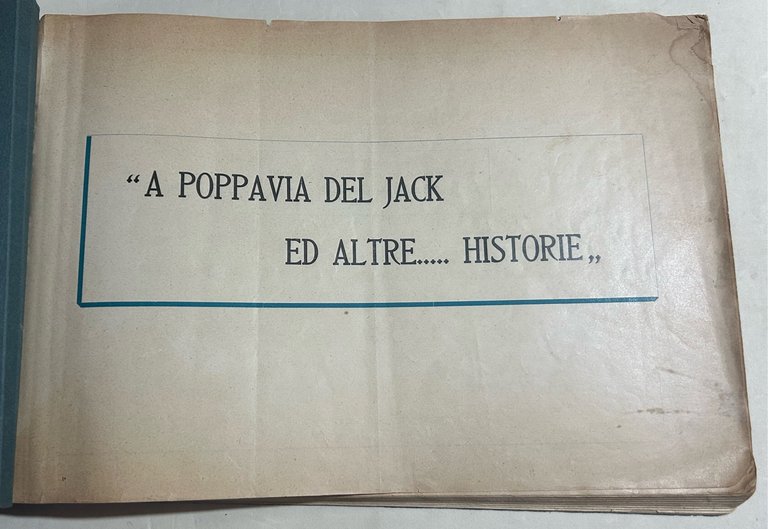 “A POPPAVIA DEL JACK
ED ALTRE..... HISTORIE„